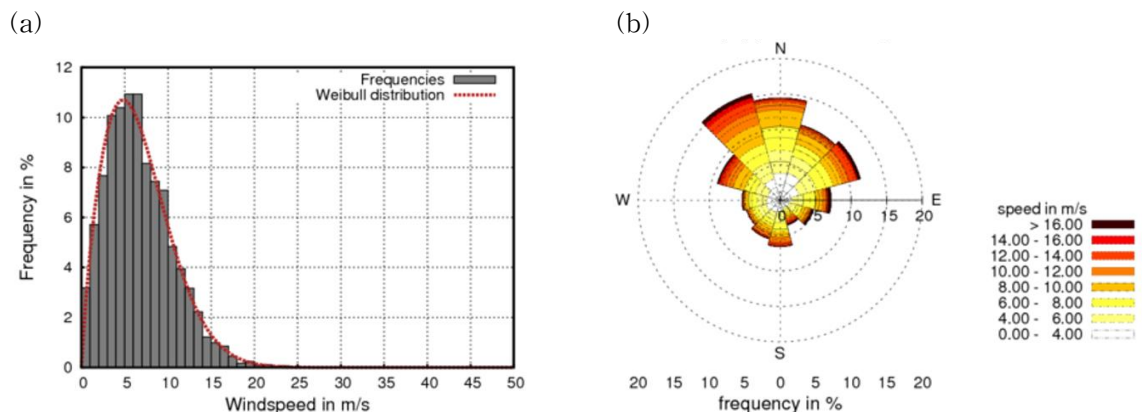 (a)
12
10
8
6
4
2
0
Frequency in %
Frequencies
Weibull distribution
0 5 10 15 20 25 30 35 40 45 50
Windspeed in m/s
(b)
N
W
E
S
0 5 10 15 20
20 15 10 5 0 5 10 15 20
frequency in %
speed in m/s
> 16.00
14.00 - 16.00
12.00 - 14.00
10.00 - 12.00
8.00 - 10.00
6.00 - 8.00
4.00 - 6.00
0.00 - 4.00